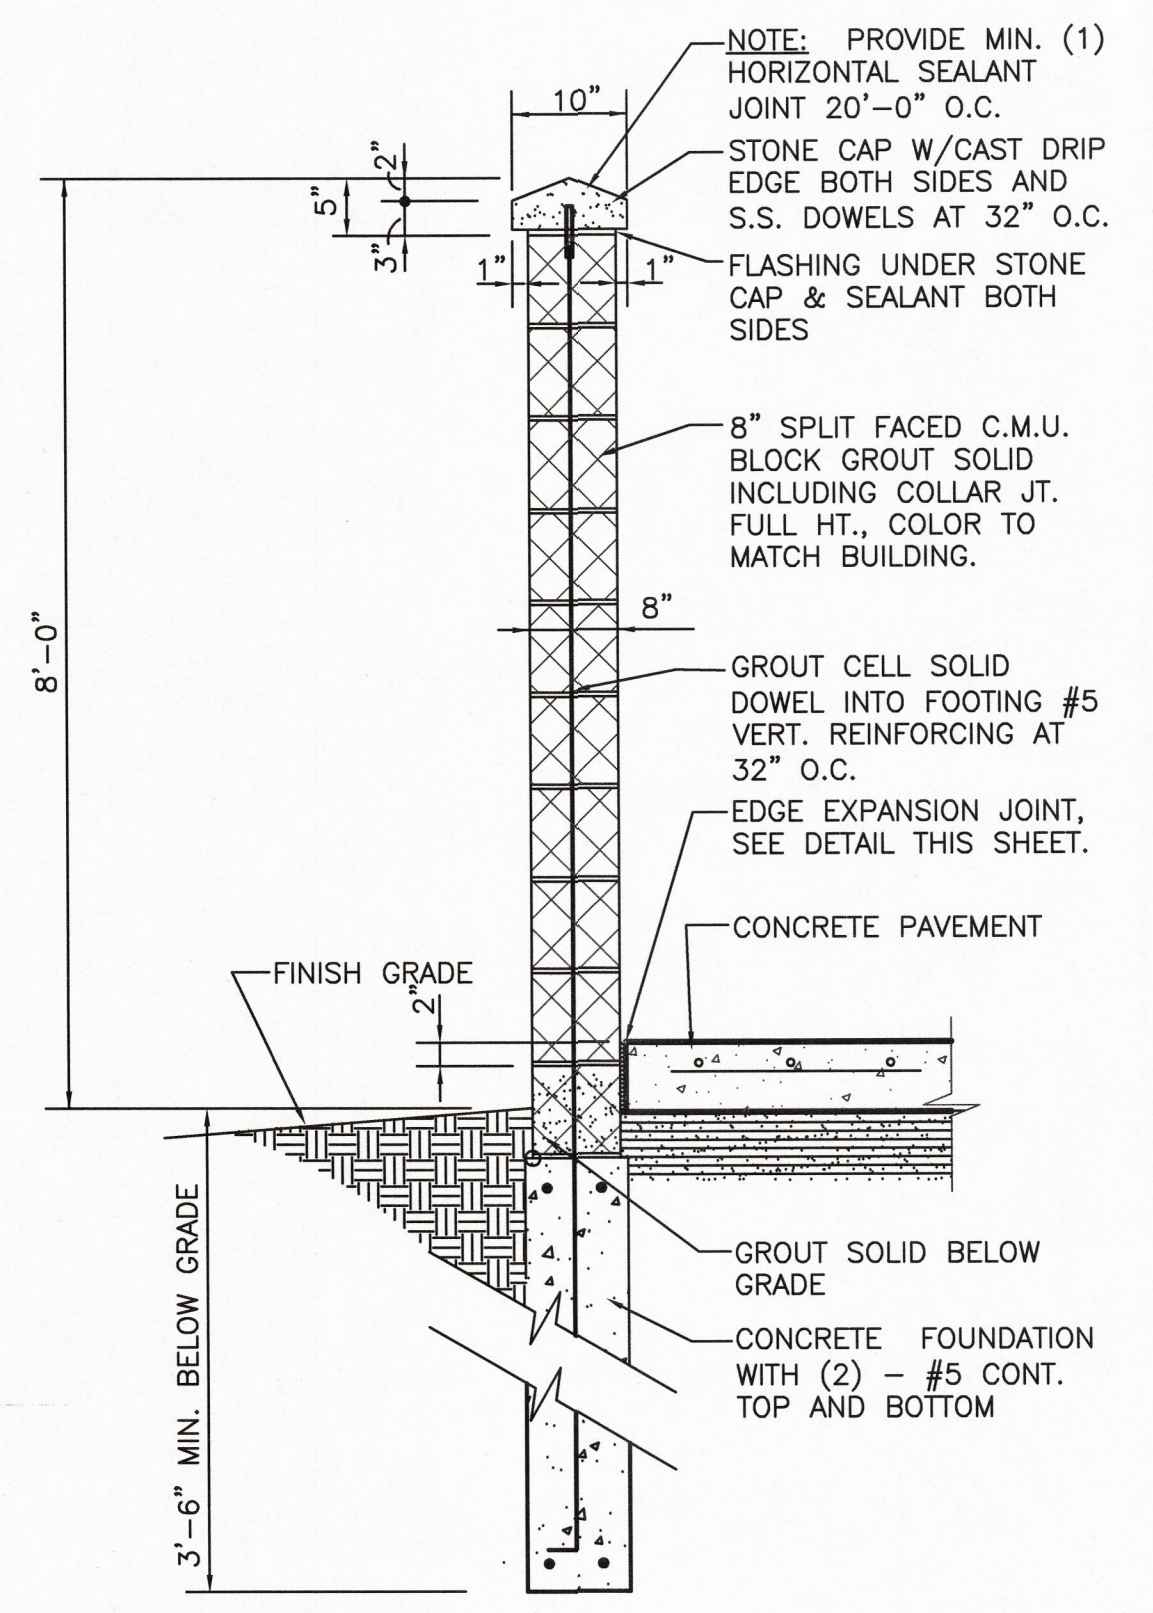 NOTE: PROVIDE MIN. (1)
HORIZONTAL SEALANT
JOINT 20'-0" O.C.
10"
STONE CAP W/CAST DRIP
EDGE BOTH SIDES AND
S.S. DOWELS AT 32" O.C.
2"
5"
3"
1"
1"
FLASHING UNDER STONE
CAP & SEALANT BOTH
SIDES
8" SPLIT FACED C.M.U.
BLOCK GROUT SOLID
INCLUDING COLLAR JT.
FULL HT., COLOR TO
MATCH BUILDING.
8'-0"
8"
GROUT CELL SOLID
DOWEL INTO FOOTING #5
VERT. REINFORCING AT
32" O.C.
EDGE EXPANSION JOINT,
SEE DETAIL THIS SHEET.
CONCRETE PAVEMENT
FINISH GRADE
2"
3'-6" MIN. BELOW GRADE
GROUT SOLID BELOW
GRADE
CONCRETE FOUNDATION
WITH (2) - #5 CONT.
TOP AND BOTTOM